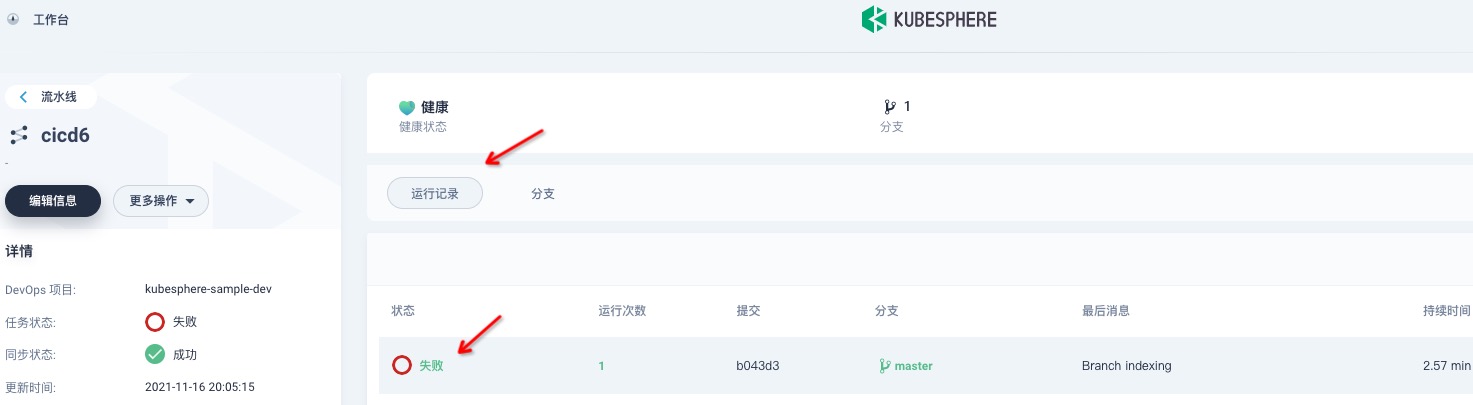 工作台
KUBESPHERE
流水线
cicd6
-
编辑信息
更多操作
详情
DevOps 项目: kubesphere-sample-dev
任务状态: 失败
同步状态: 成功
更新时间: 2021-11-16 20:05:15
健康
健康状态
1
分支
运行记录 分支
状态 运行次数 提交 分支 最后消息 持续时间
失败 1 b043d3 master Branch indexing 2.57 min